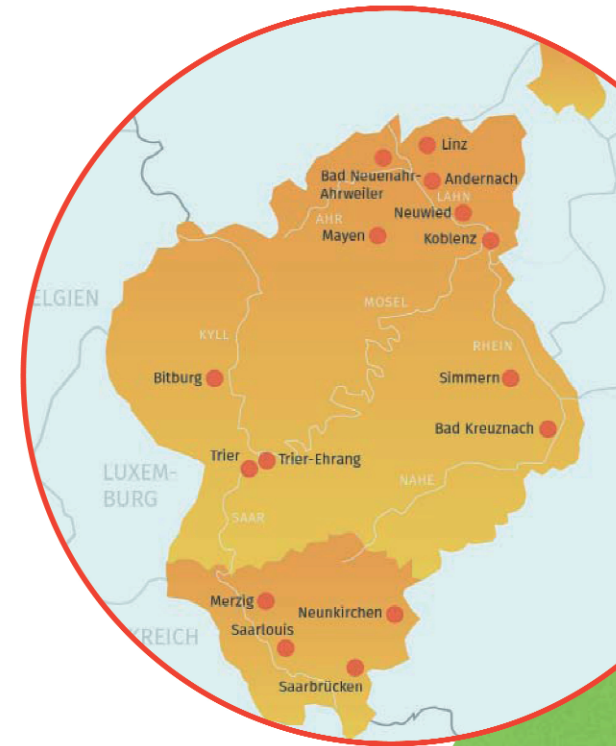 Linz
Bad Neuenahr-
Ahrweiler
Andernach
LAHN
Neuwied
AHR
Mayen
Koblenz
ELGIEN
MOSEL
KYLL
RHEIN
Bitburg
Simmern
Bad Kreuznach
Trier
Trier-Ehrang
LUXEM-
BURG
NAHE
SAAR
Merzig
Neunkirchen
KREICH
Saarlouis
Saarbrücken